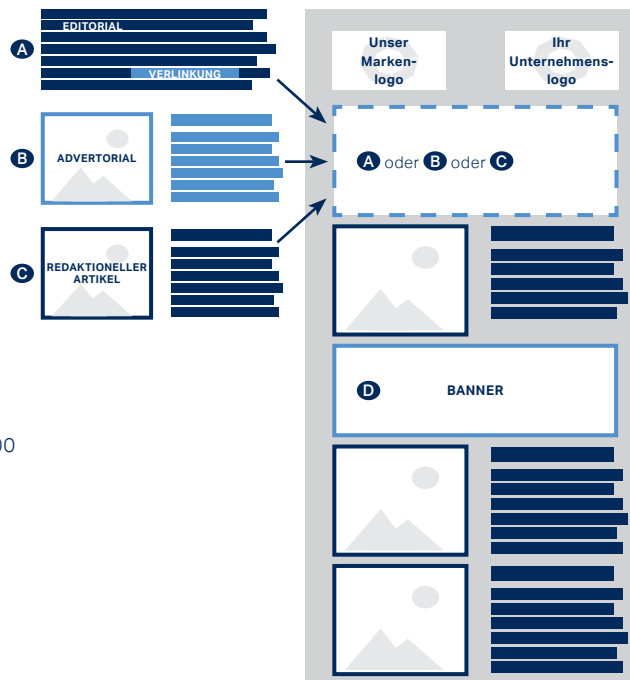 A
EDITORIAL
VERLINKUNG
B
ADVERTORIAL
C
REDAKTIONELLER
ARTIKEL
00
Unser
Marken-
logo
Ihr
Unternehmens-
logo
A oder B oder C
D BANNER